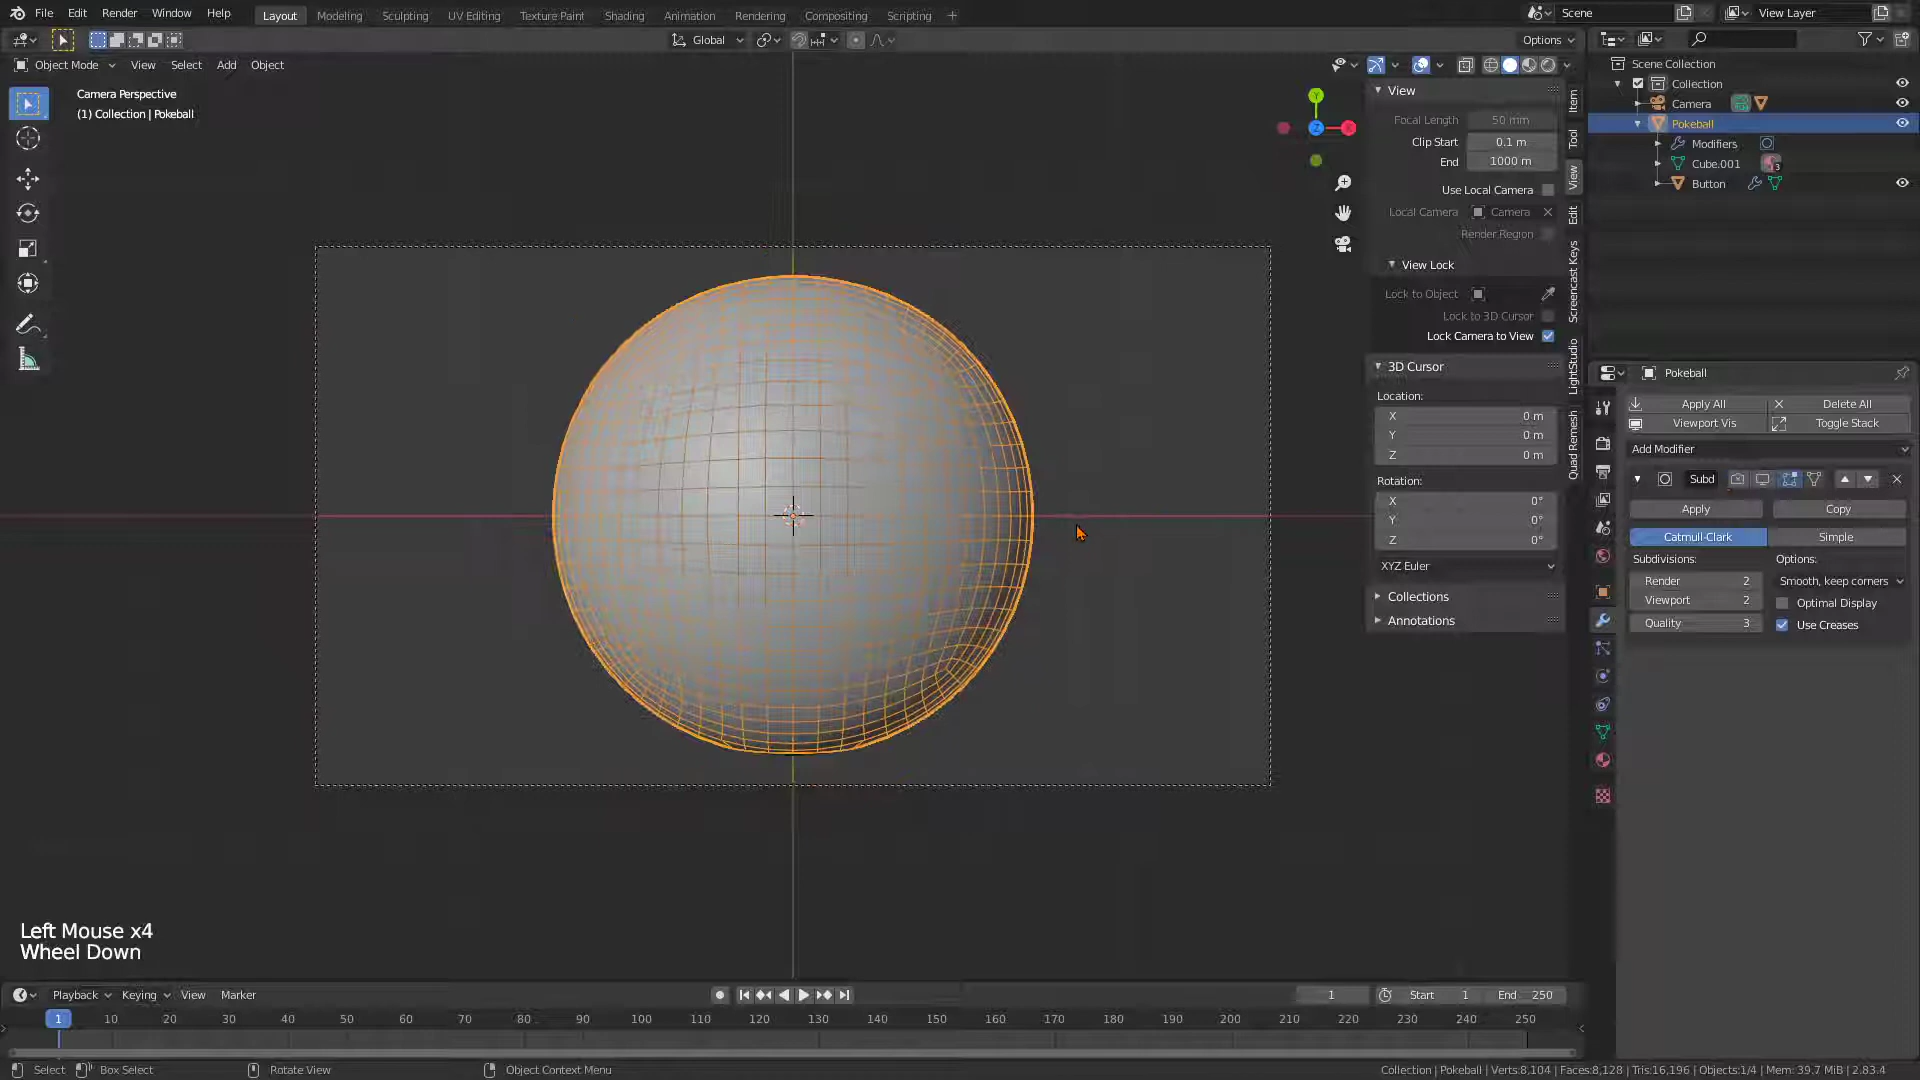 File Edit Render Window Help Layout Modeling Sculpting UV Editing Texture Paint Shading Animation Rendering Compositing Scripting + Scene View Layer
Global Options
Object Mode View Select Add Object
Camera Perspective
(1) Collection | Pokeball
Y
Z
X
View
Focal Length 50 mm
Clip Start 0.1 m
End 1000 m
Use Local Camera
Local Camera Camera
Render Region
View Lock
Lock to Object
Lock to 3D Cursor
Lock Camera to View
3D Cursor
Location:
X 0 m
Y 0 m
Z 0 m
Rotation:
X 0°
Y 0°
Z 0°
XYZ Euler
Collections
Annotations
Item
Tool
View
Edit
Screencast Keys
LightStudio
Quad Remesh
Scene Collection
Collection
Camera
Pokeball
Modifiers
Cube.001 3
Button
Pokeball
Apply All Delete All
Viewport Vis Toggle Stack
Add Modifier
Subd
Apply Copy
Catmull-Clark Simple
Subdivisions: Options:
Render 2 Smooth, keep corners
Viewport 2 Optimal Display
Quality 3 Use Creases
Left Mouse x4
Wheel Down
Playback Keying View Marker 1 Start 1 End 250
1 10 20 30 40 50 60 70 80 90 100 110 120 130 140 150 160 170 180 190 200 210 220 230 240 250
Select Box Select Rotate View Object Context Menu Collection | Pokeball | Verts:8,104 | Faces:8,128 | Tris:16,196 | Objects:1/4 | Mem: 39.7 MiB | 2.83.4